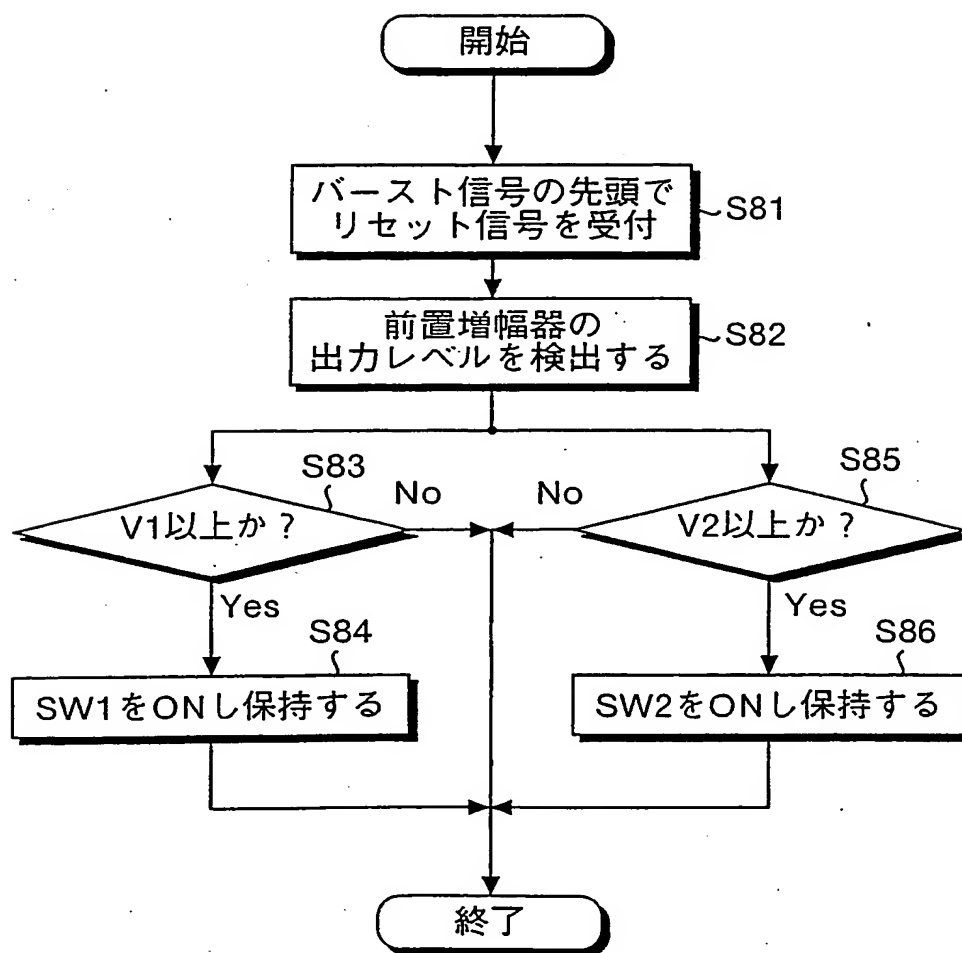 開始
バースト信号の先頭で
リセット信号を受付
S81
前置増幅器の
出力レベルを検出する
S82
S83
V1以上か？
No
No
S85
V2以上か？
Yes
Yes
S84
SW1をONし保持する
S86
SW2をONし保持する
終了